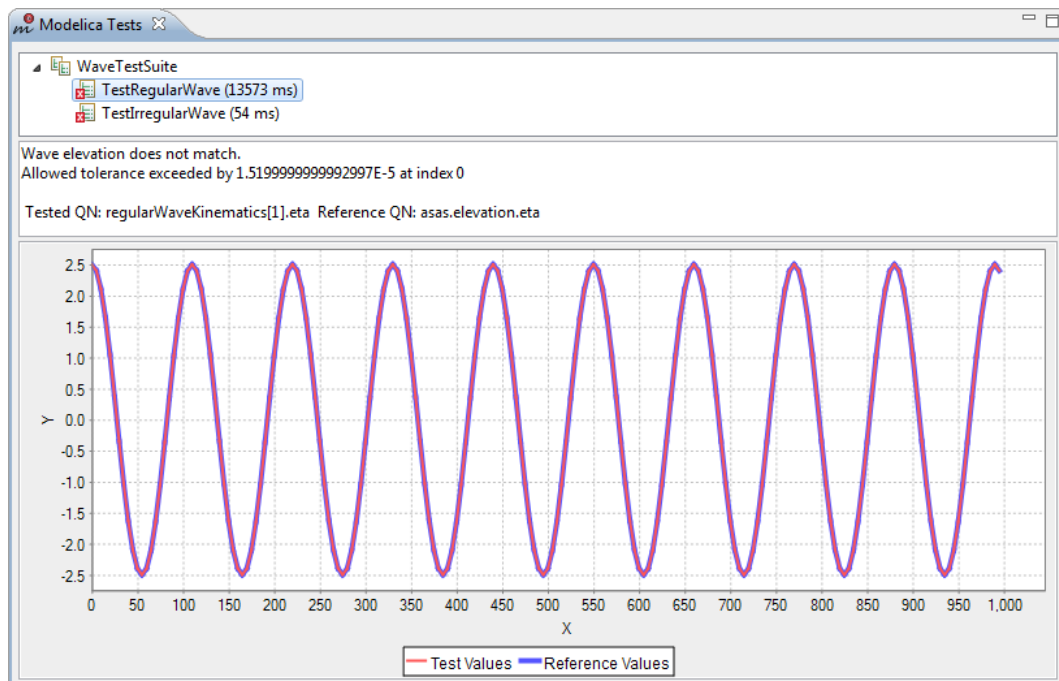 Modelica Tests
WaveTestSuite
TestRegularWave (13573 ms)
TestIrregularWave (54 ms)
Wave elevation does not match.
Allowed tolerance exceeded by 1.5199999999992997E-5 at index 0
Tested QN: regularWaveKinematics[1].eta  Reference QN: asas.elevation.eta
2.5
2.0
1.5
1.0
0.5
0.0
-0.5
-1.0
-1.5
-2.0
-2.5
Y
0 50 100 150 200 250 300 350 400 450 500 550 600 650 700 750 800 850 900 950 1,000
X
Test Values Reference Values